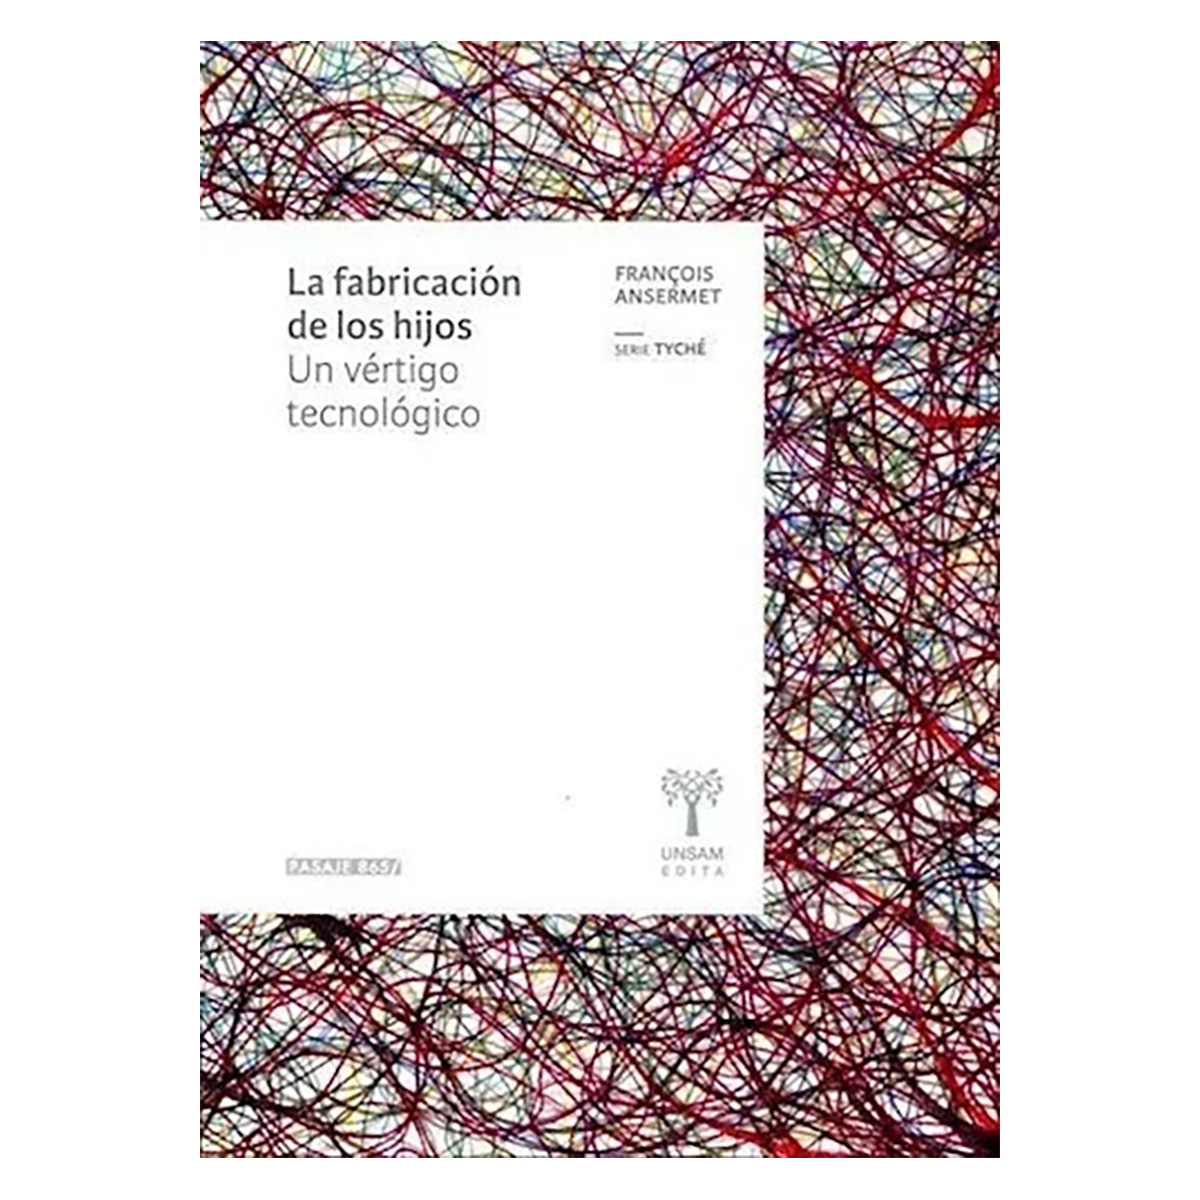 La fabricación
de los hijos
Un vértigo
tecnológico
FRANÇOIS
ANSERMET
SERIE TYCHÉ
PASAJE 865/
UNSAM
EDITA